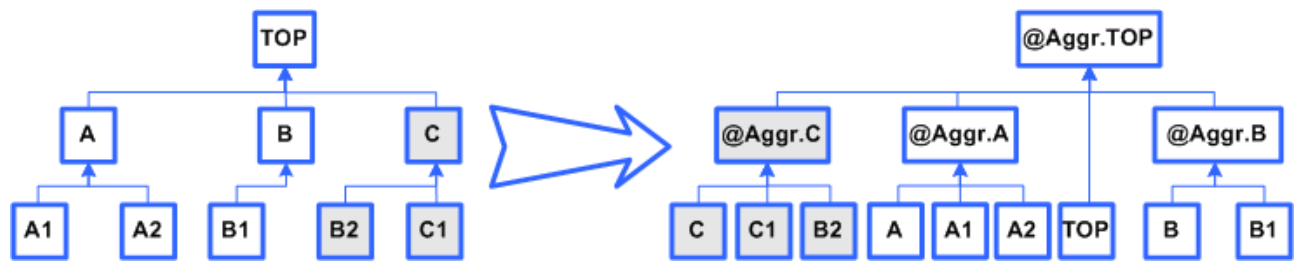 TOP
@Aggr.TOP
A
B
C
@Aggr.C
@Aggr.A
@Aggr.B
A1
A2
B1
B2
C1
C
C1
B2
A
A1
A2
TOP
B
B1